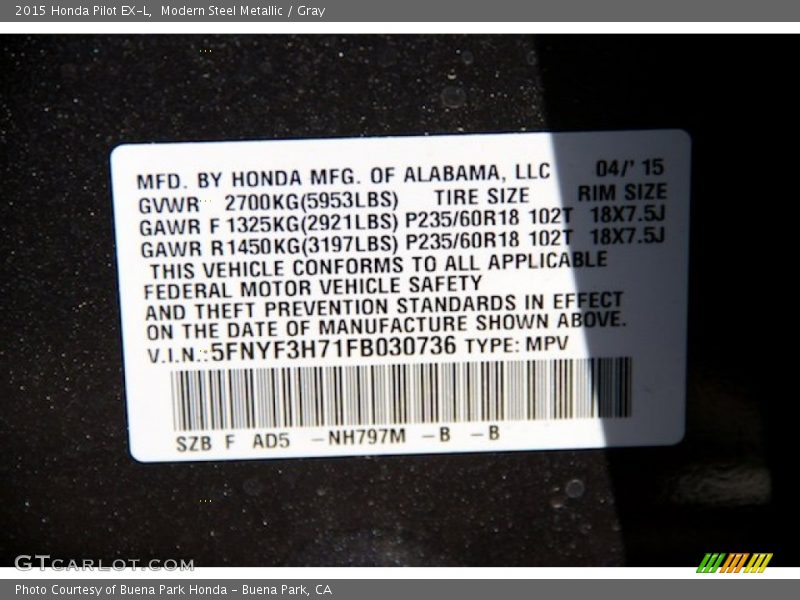 2015 Honda Pilot EX-L,  Modern Steel Metallic / Gray
MFD. BY HONDA MFG. OF ALABAMA, LLC 04/' 15
GVWR 2700KG(5953LBS) TIRE SIZE RIM SIZE
GAWR F 1325KG(2921LBS) P235/60R18 102T 18X7.5J
GAWR R 1450KG(3197LBS) P235/60R18 102T 18X7.5J
THIS VEHICLE CONFORMS TO ALL APPLICABLE
FEDERAL MOTOR VEHICLE SAFETY
AND THEFT PREVENTION STANDARDS IN EFFECT
ON THE DATE OF MANUFACTURE SHOWN ABOVE.
V.I.N.:5FNYF3H71FB030736 TYPE: MPV
SZB F AD5 -NH797M -B -B
GTCARLOT.COM
Photo Courtesy of Buena Park Honda - Buena Park, CA